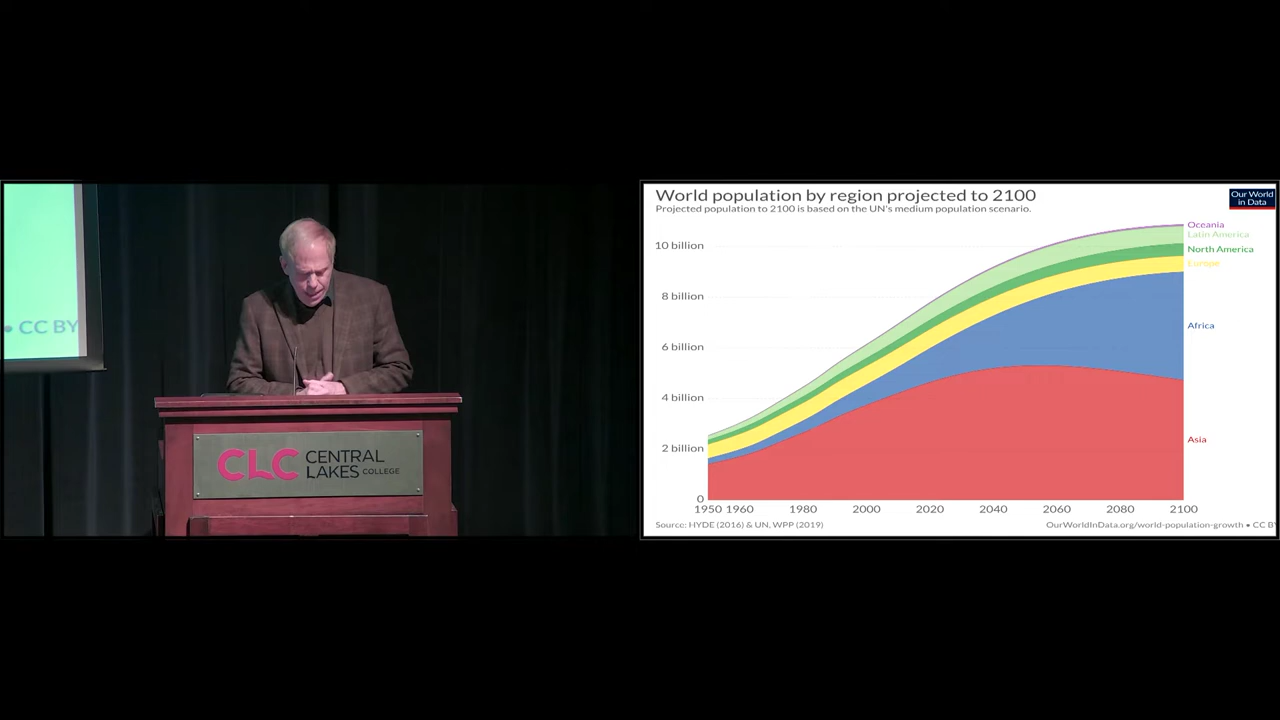 • CC BY
CLC CENTRAL
LAKES COLLEGE
World population by region projected to 2100
Projected population to 2100 is based on the UN's medium population scenario.
Our World
in Data
10 billion
8 billion
6 billion
4 billion
2 billion
0
Oceania
Latin America
North America
Europe
Africa
Asia
1950 1960 1980 2000 2020 2040 2060 2080 2100
Source: HYDE (2016) & UN, WPP (2019)
OurWorldInData.org/world-population-growth • CC B